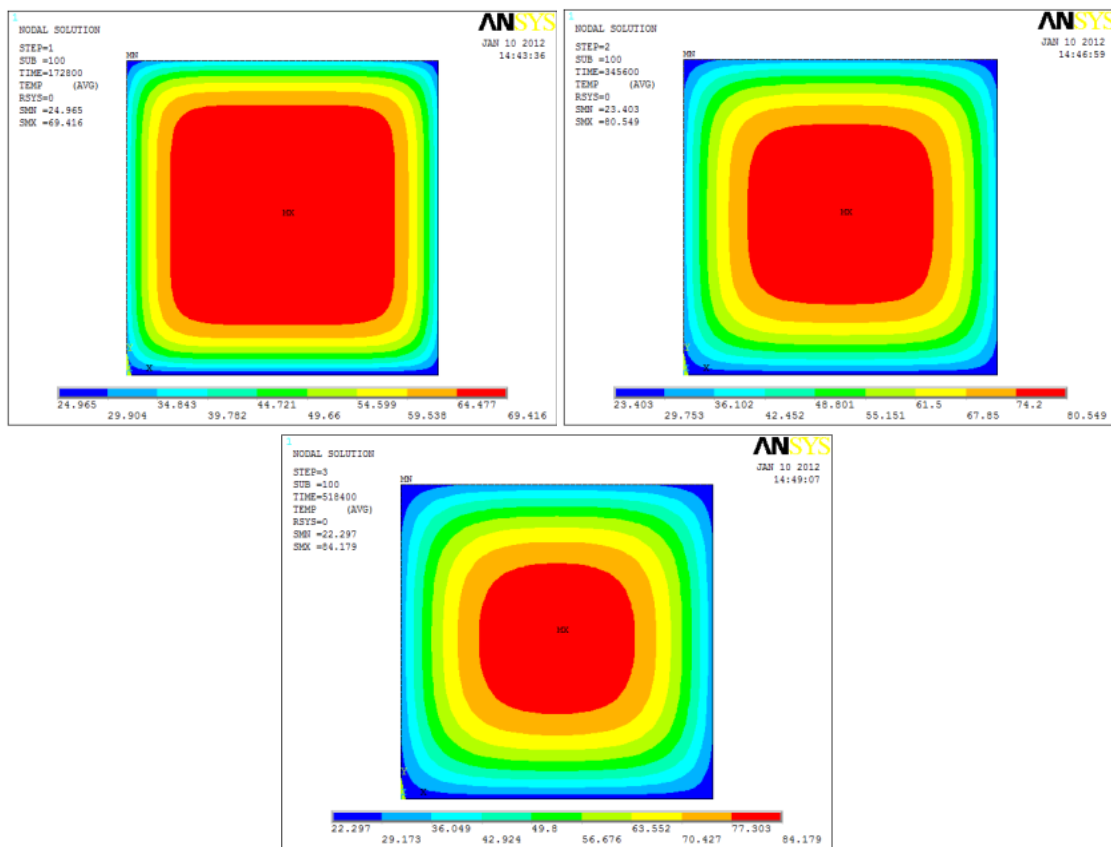 1
NODAL SOLUTION
STEP=1
SUB =100
TIME=172800
TEMP (AVG)
RSYS=0
SMN =24.965
SMX =69.416
ANSYS
JAN 10 2012
14:43:36
MN
MX
Y
X
24.965 34.843 44.721 54.599 64.477
29.904 39.782 49.66 59.538 69.416
1
NODAL SOLUTION
STEP=2
SUB =100
TIME=345600
TEMP (AVG)
RSYS=0
SMN =23.403
SMX =80.549
ANSYS
JAN 10 2012
14:46:59
MN
MX
Y
X
23.403 36.102 48.801 61.5 74.2
29.753 42.452 55.151 67.85 80.549
1
NODAL SOLUTION
STEP=3
SUB =100
TIME=518400
TEMP (AVG)
RSYS=0
SMN =22.297
SMX =84.179
ANSYS
JAN 10 2012
14:49:07
MN
MX
Y
X
22.297 36.049 49.8 63.552 77.303
29.173 42.924 56.676 70.427 84.179